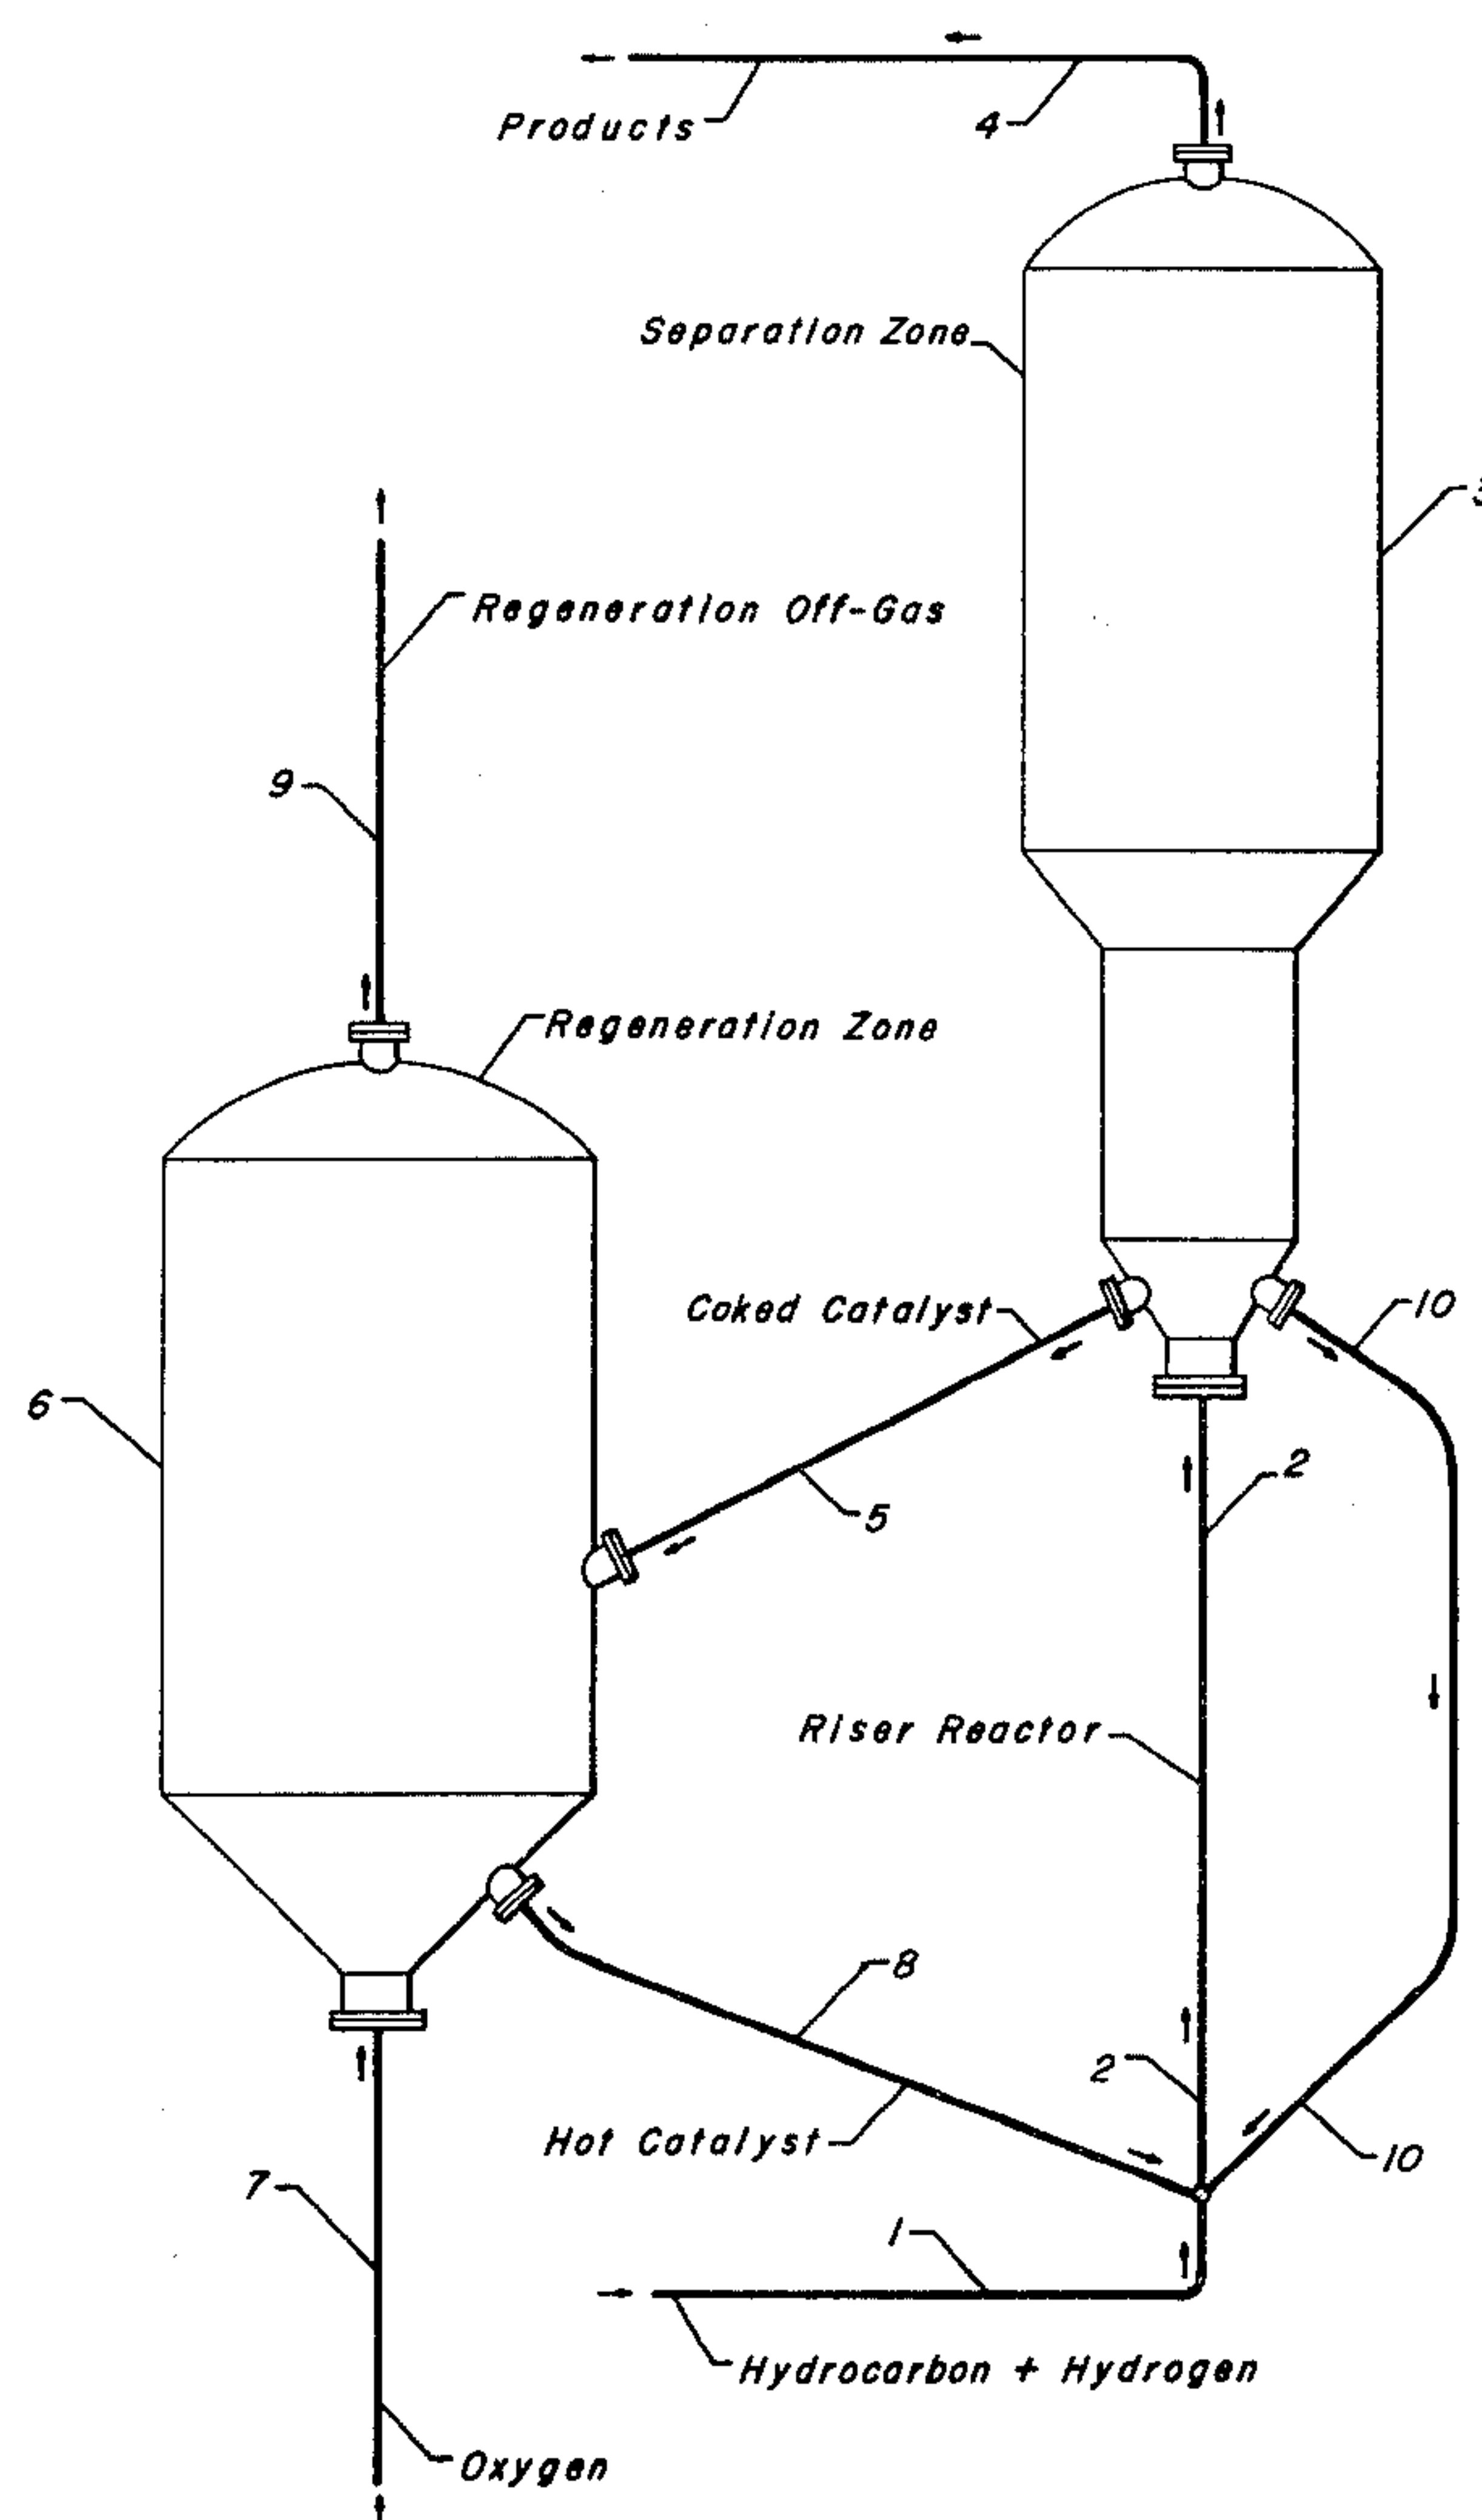 Products
4
Separation Zone
3
Regeneration Off-Gas
9
Regeneration Zone
Coked Catalyst
10
6
2
5
Riser Reactor
8
2
Hot Catalyst
10
7
1
Hydrocarbon + Hydrogen
Oxygen